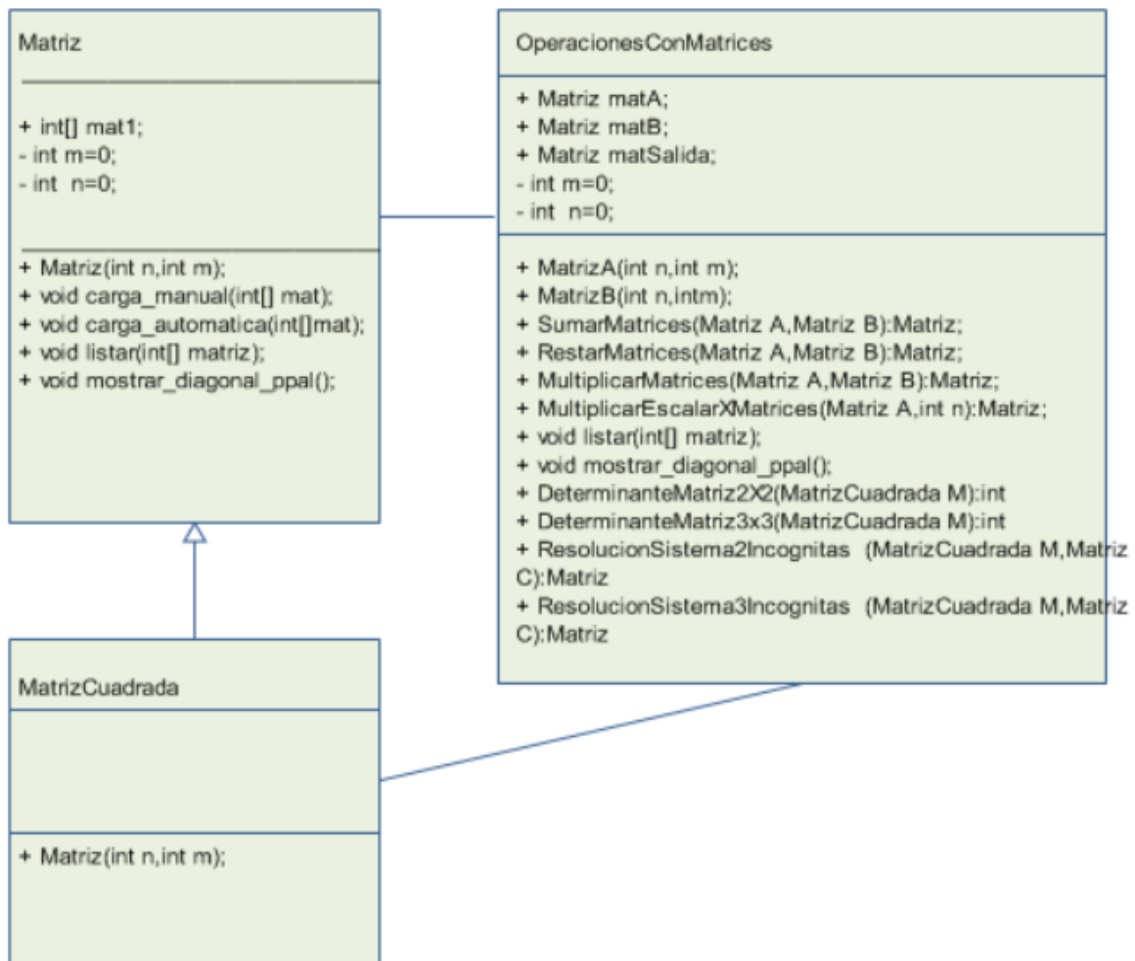 Matriz
+ int[] mat1;
- int m=0;
- int n=0;
+ Matriz(int n,int m);
+ void carga_manual(int[] mat);
+ void carga_automatica(int[]mat);
+ void listar(int[] matriz);
+ void mostrar_diagonal_ppal();
OperacionesConMatrices
+ Matriz matA;
+ Matriz matB;
+ Matriz matSalida;
- int m=0;
- int n=0;
+ MatrizA(int n,int m);
+ MatrizB(int n,intm);
+ SumarMatrices(Matriz A,Matriz B):Matriz;
+ RestarMatrices(Matriz A,Matriz B):Matriz;
+ MultiplicarMatrices(Matriz A,Matriz B):Matriz;
+ MultiplicarEscalarXMatrices(Matriz A,int n):Matriz;
+ void listar(int[] matriz);
+ void mostrar_diagonal_ppal();
+ DeterminanteMatriz2X2(MatrizCuadrada M):int
+ DeterminanteMatriz3x3(MatrizCuadrada M):int
+ ResolucionSistema2Incognitas (MatrizCuadrada M,Matriz
C):Matriz
+ ResolucionSistema3Incognitas (MatrizCuadrada M,Matriz
C):Matriz
MatrizCuadrada
+ Matriz(int n,int m);